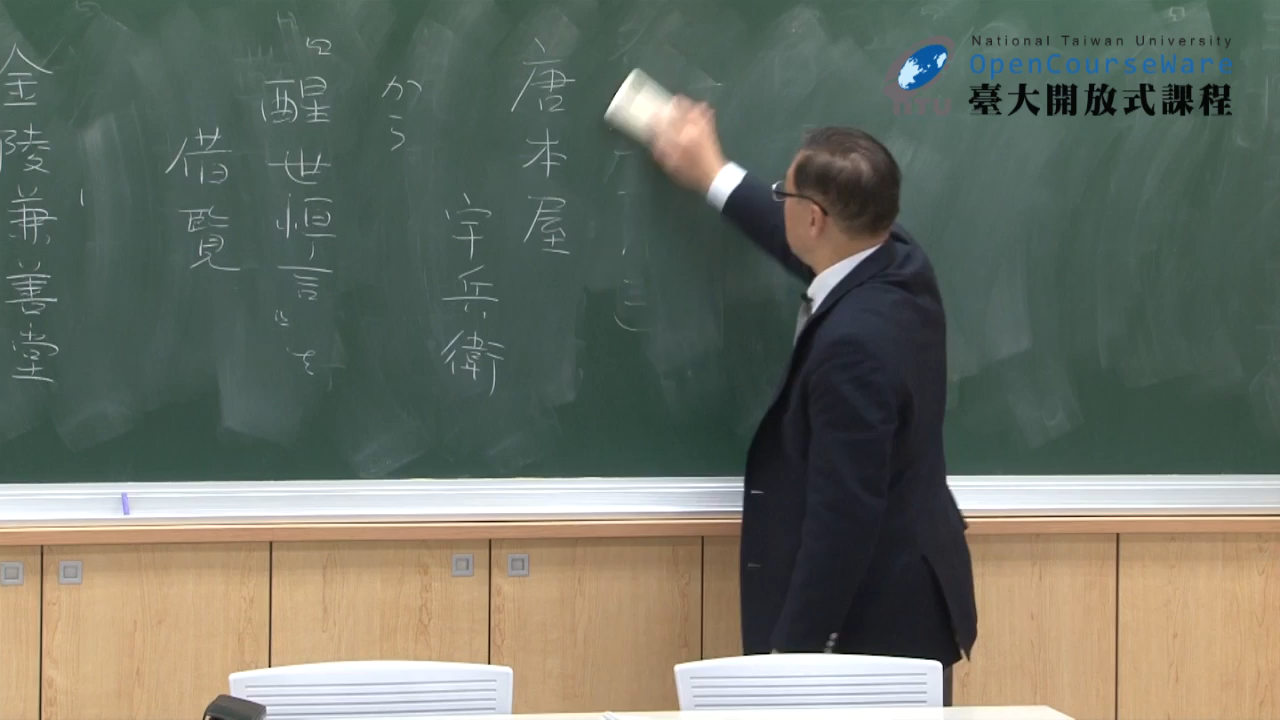 National Taiwan University
OpenCourseWare
臺大開放式課程
唐本屋
宇兵衛
から
『醒世恒言』を
借覧
金陵兼善堂